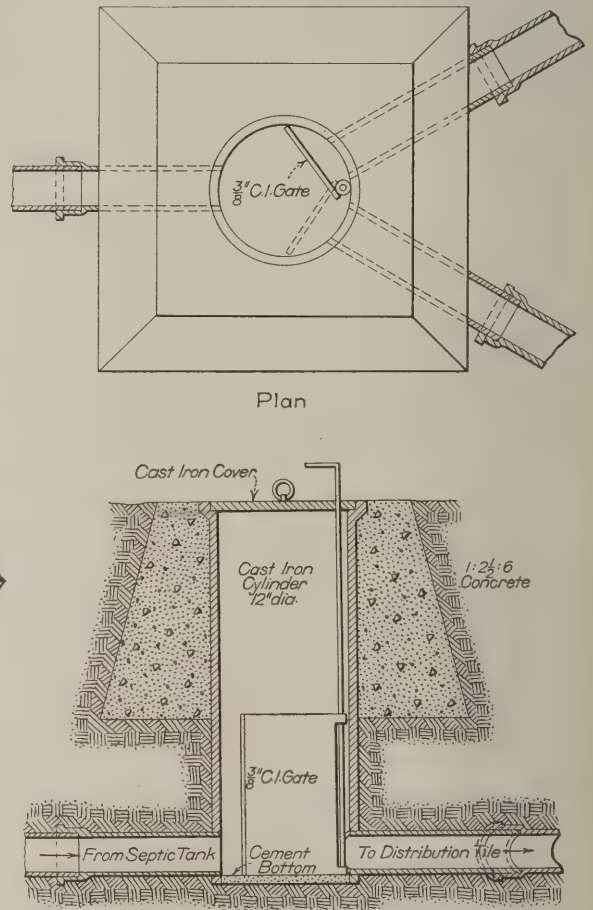 3/8" C.I. Gate
Plan
Cast Iron Cover
Cast Iron
Cylinder
12" dia.
1:2½:6
Concrete
3/8" C.I. Gate
From Septic Tank
Cement
Bottom
To Distribution Tile